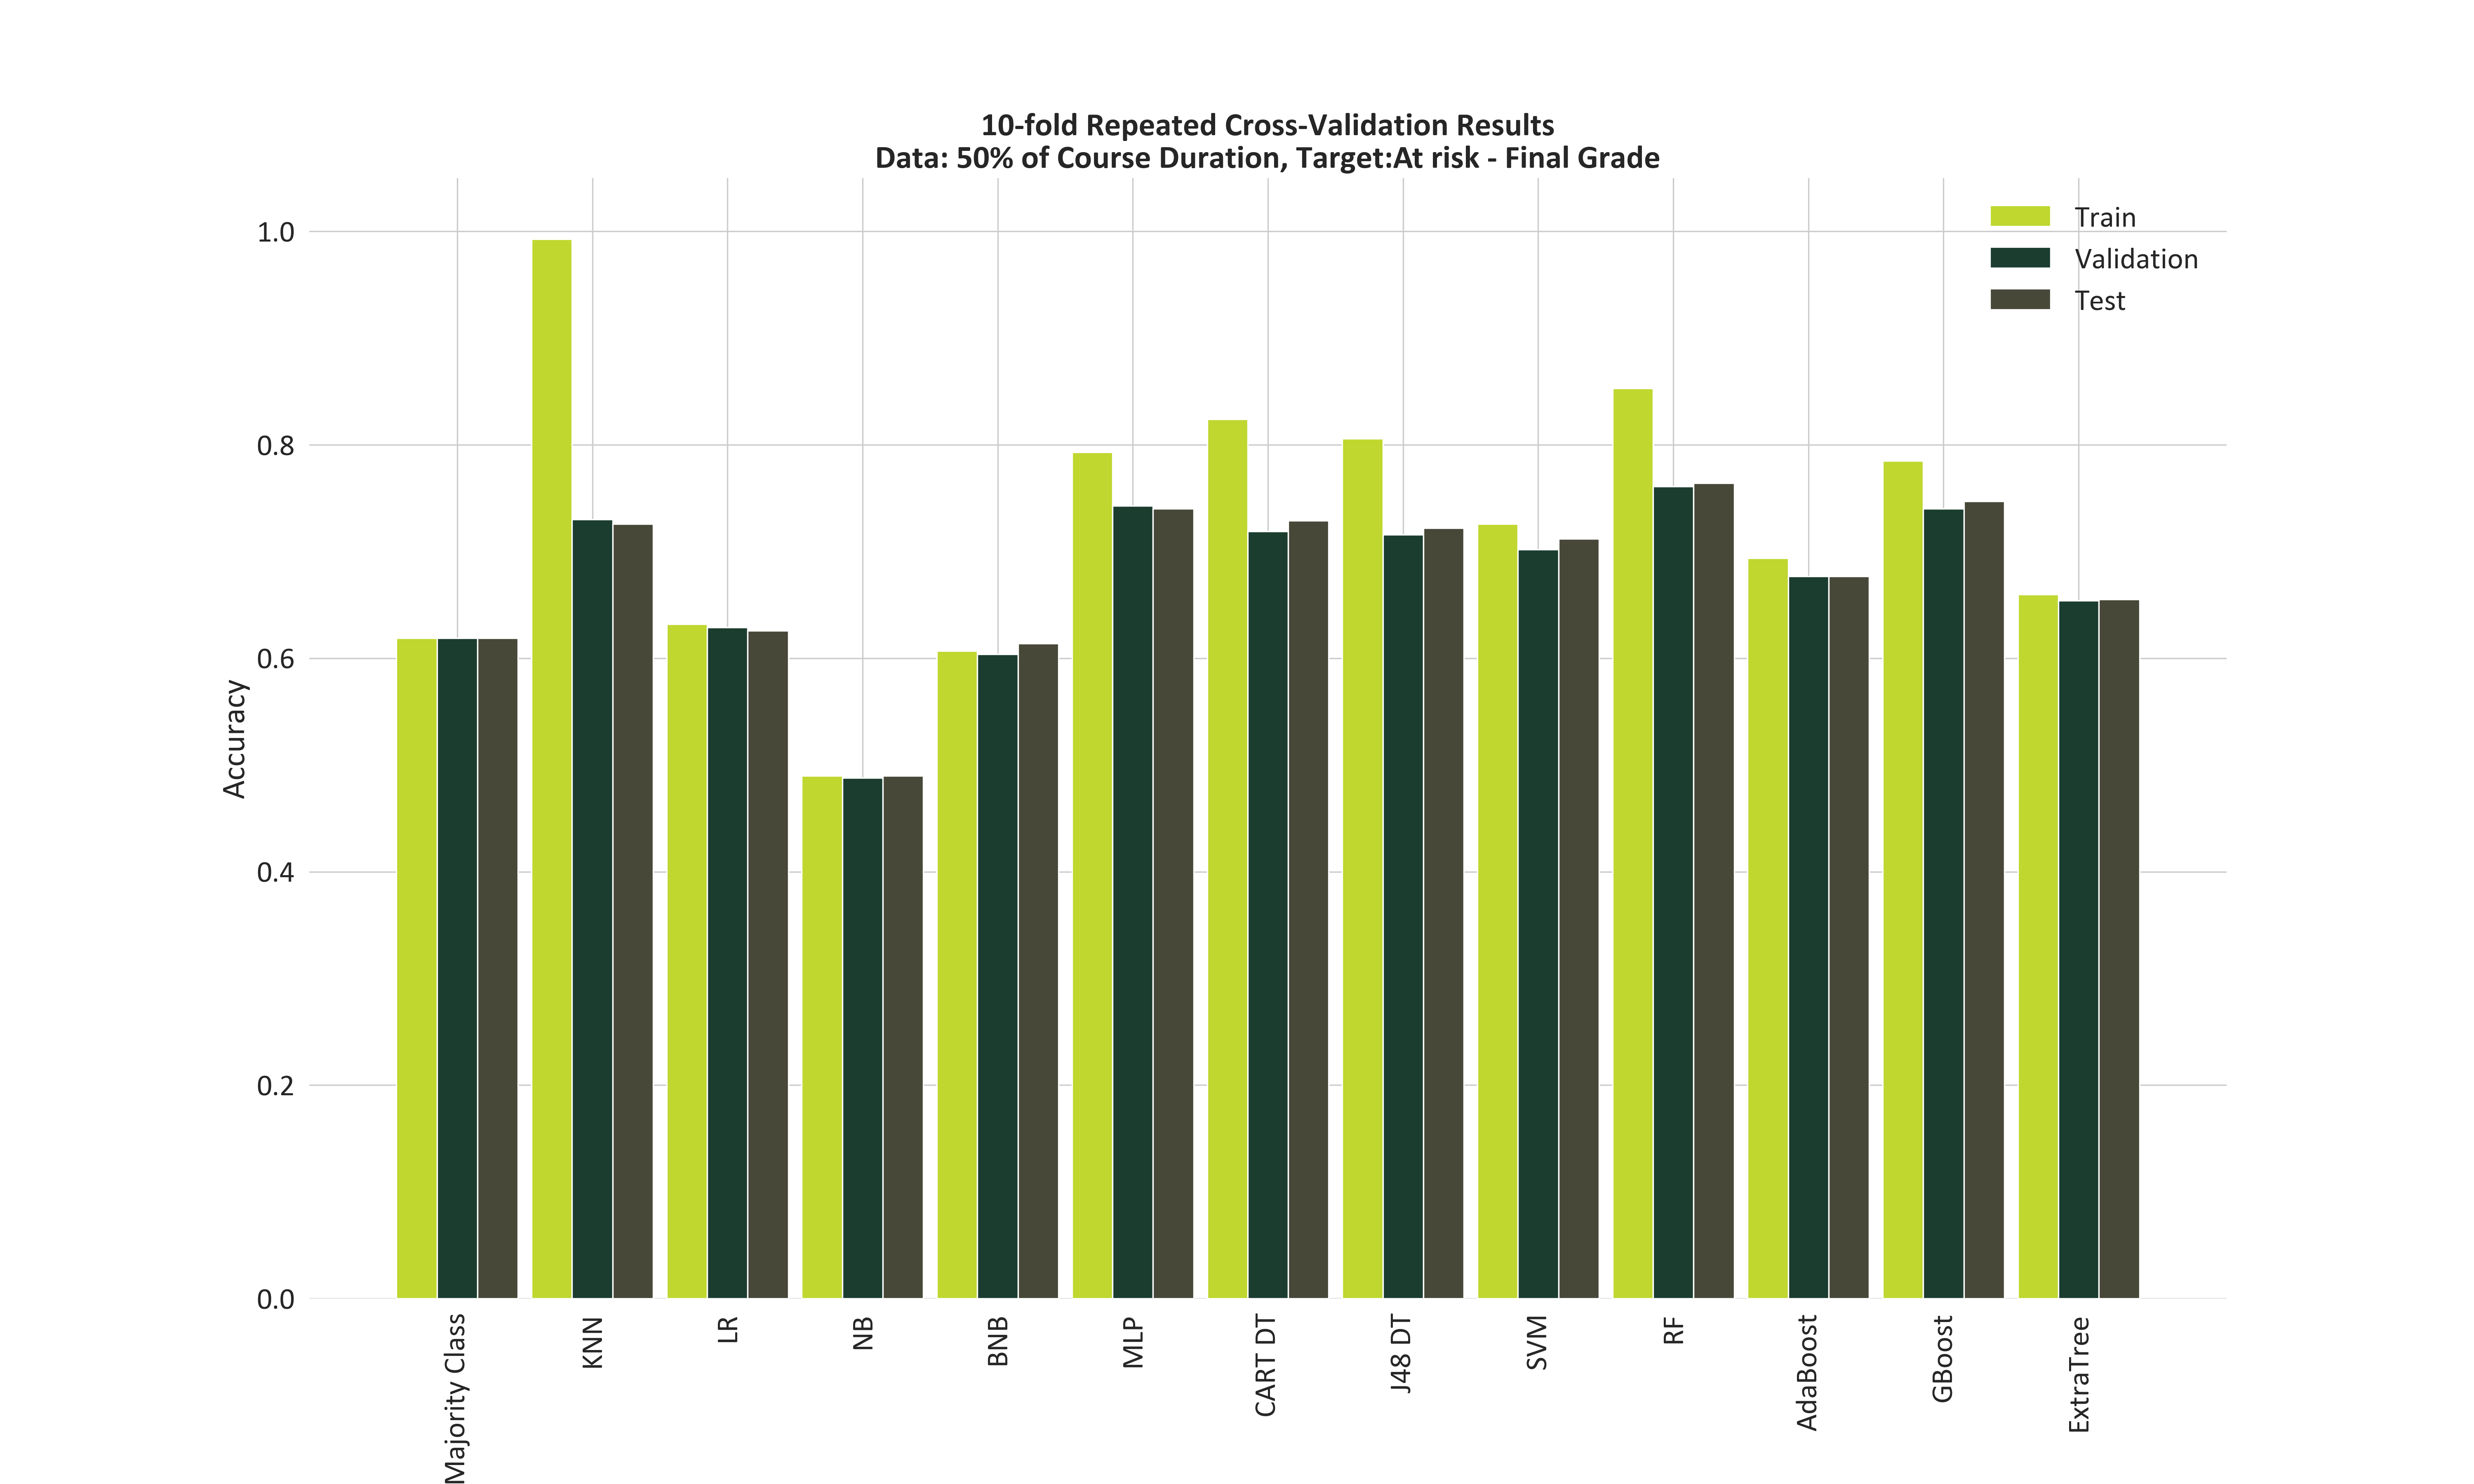 10-fold Repeated Cross-Validation Results
Data: 50% of Course Duration, Target:At risk - Final Grade
Train
Validation
Test
Accuracy
1.0
0.8
0.6
0.4
0.2
0.0
Majority Class
KNN
LR
NB
BNB
MLP
CART DT
J48 DT
SVM
RF
AdaBoost
GBoost
ExtraTree